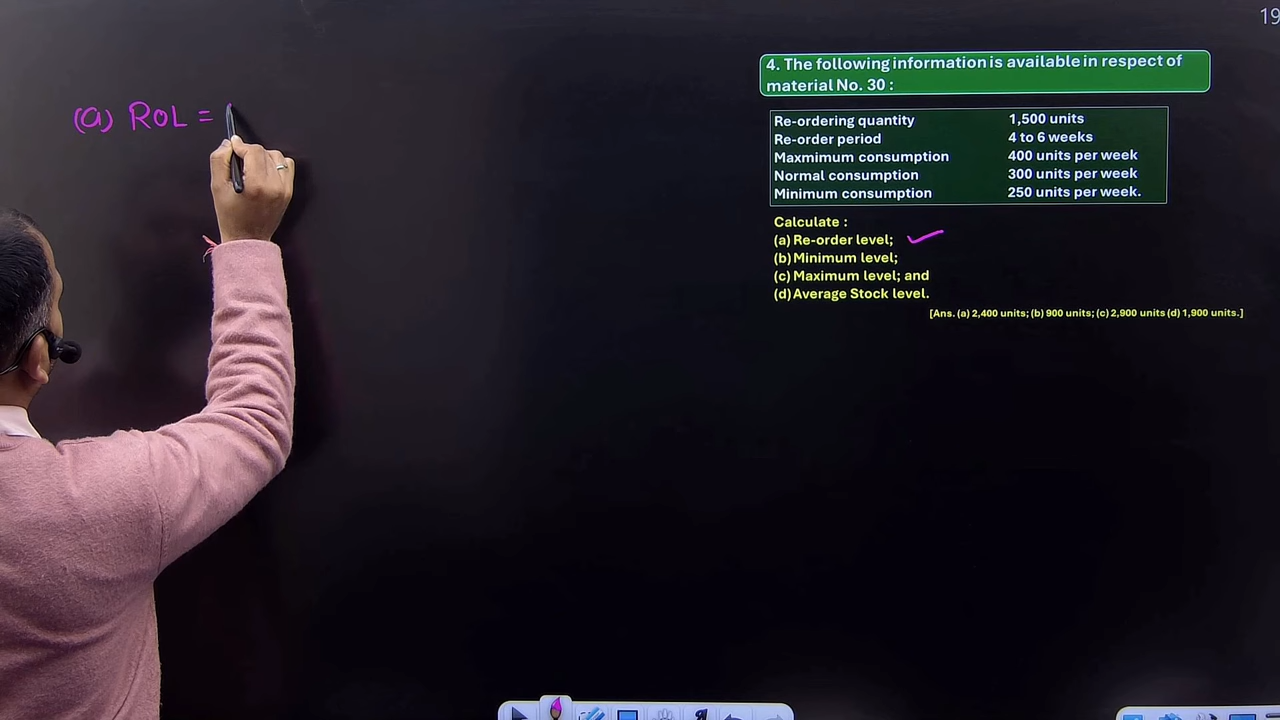 19
(a) ROL =
4. The following information is available in respect of
material No. 30 :
Re-ordering quantity 1,500 units
Re-order period 4 to 6 weeks
Maxmimum consumption 400 units per week
Normal consumption 300 units per week
Minimum consumption 250 units per week.
Calculate :
(a) Re-order level;
(b) Minimum level;
(c) Maximum level; and
(d) Average Stock level.
[Ans. (a) 2,400 units; (b) 900 units; (c) 2,900 units (d) 1,900 units.]